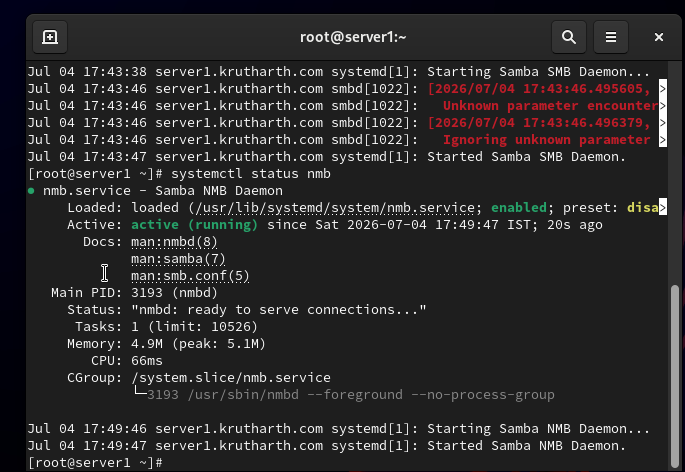 root@server1:~
Jul 04 17:43:38 server1.krutharth.com systemd[1]: Starting Samba SMB Daemon...
Jul 04 17:43:46 server1.krutharth.com smbd[1022]: [2026/07/04 17:43:46.495605, >
Jul 04 17:43:46 server1.krutharth.com smbd[1022]:   Unknown parameter encounter>
Jul 04 17:43:46 server1.krutharth.com smbd[1022]: [2026/07/04 17:43:46.496379, >
Jul 04 17:43:46 server1.krutharth.com smbd[1022]:   Ignoring unknown parameter >
Jul 04 17:43:47 server1.krutharth.com systemd[1]: Started Samba SMB Daemon.
[root@server1 ~]# systemctl status nmb
● nmb.service - Samba NMB Daemon
     Loaded: loaded (/usr/lib/systemd/system/nmb.service; enabled; preset: disa>
     Active: active (running) since Sat 2026-07-04 17:49:47 IST; 20s ago
       Docs: man:nmbd(8)
             man:samba(7)
             man:smb.conf(5)
   Main PID: 3193 (nmbd)
     Status: "nmbd: ready to serve connections..."
      Tasks: 1 (limit: 10526)
     Memory: 4.9M (peak: 5.1M)
        CPU: 66ms
     CGroup: /system.slice/nmb.service
             └─3193 /usr/sbin/nmbd --foreground --no-process-group
Jul 04 17:49:46 server1.krutharth.com systemd[1]: Starting Samba NMB Daemon...
Jul 04 17:49:47 server1.krutharth.com systemd[1]: Started Samba NMB Daemon.
[root@server1 ~]#